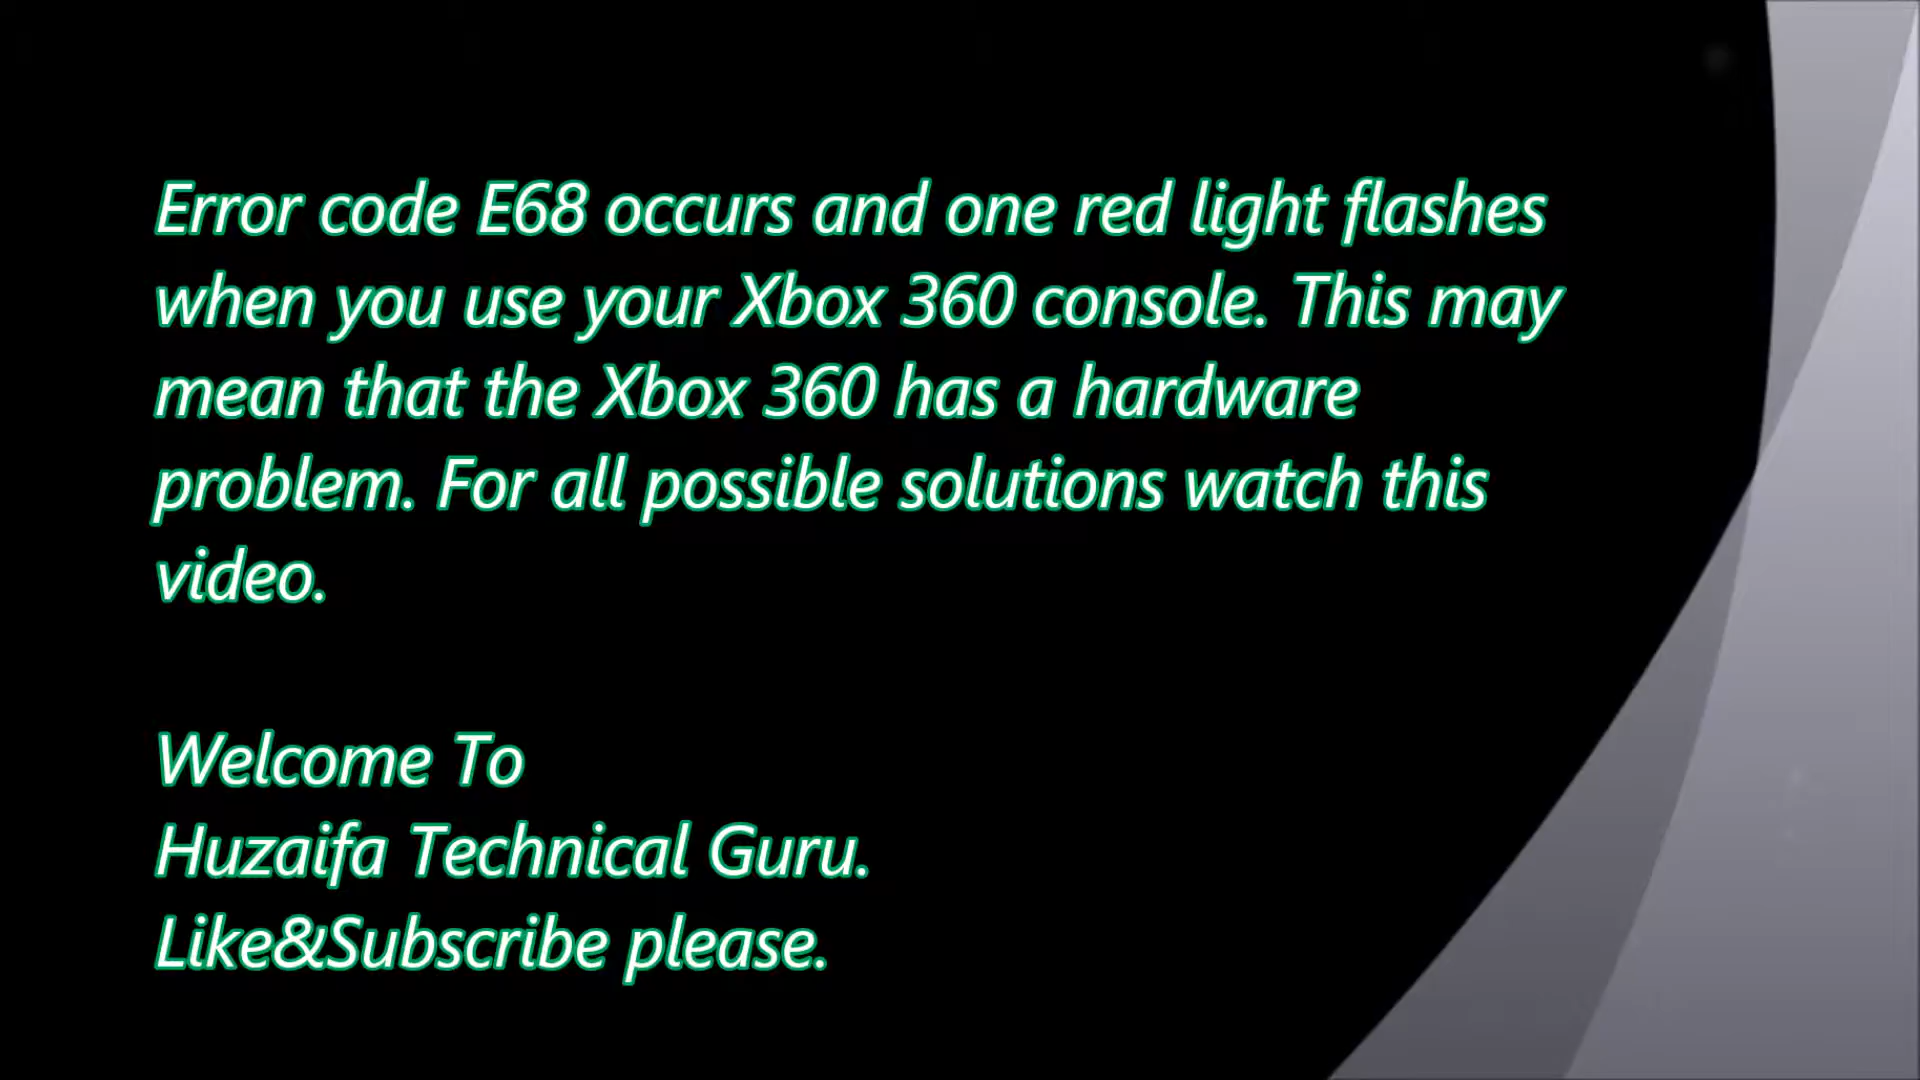 Error code E68 occurs and one red light flashes
when you use your Xbox 360 console. This may
mean that the Xbox 360 has a hardware
problem. For all possible solutions watch this
video.
Welcome To
Huzaifa Technical Guru.
Like&Subscribe please.